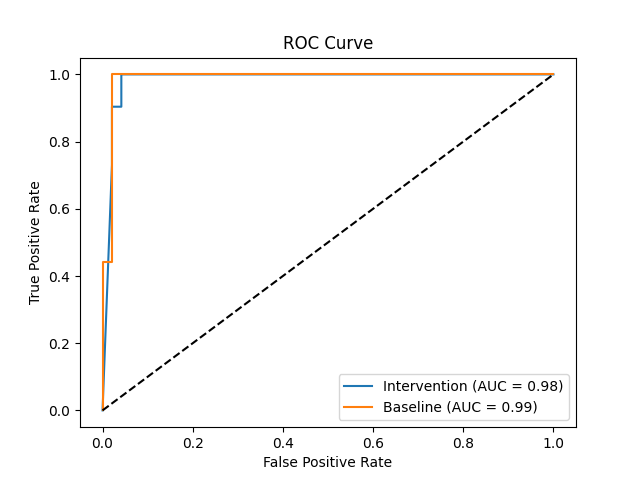 ROC Curve
True Positive Rate
1.0
0.8
0.6
0.4
0.2
0.0
Intervention (AUC = 0.98)
Baseline (AUC = 0.99)
0.0 0.2 0.4 0.6 0.8 1.0
False Positive Rate